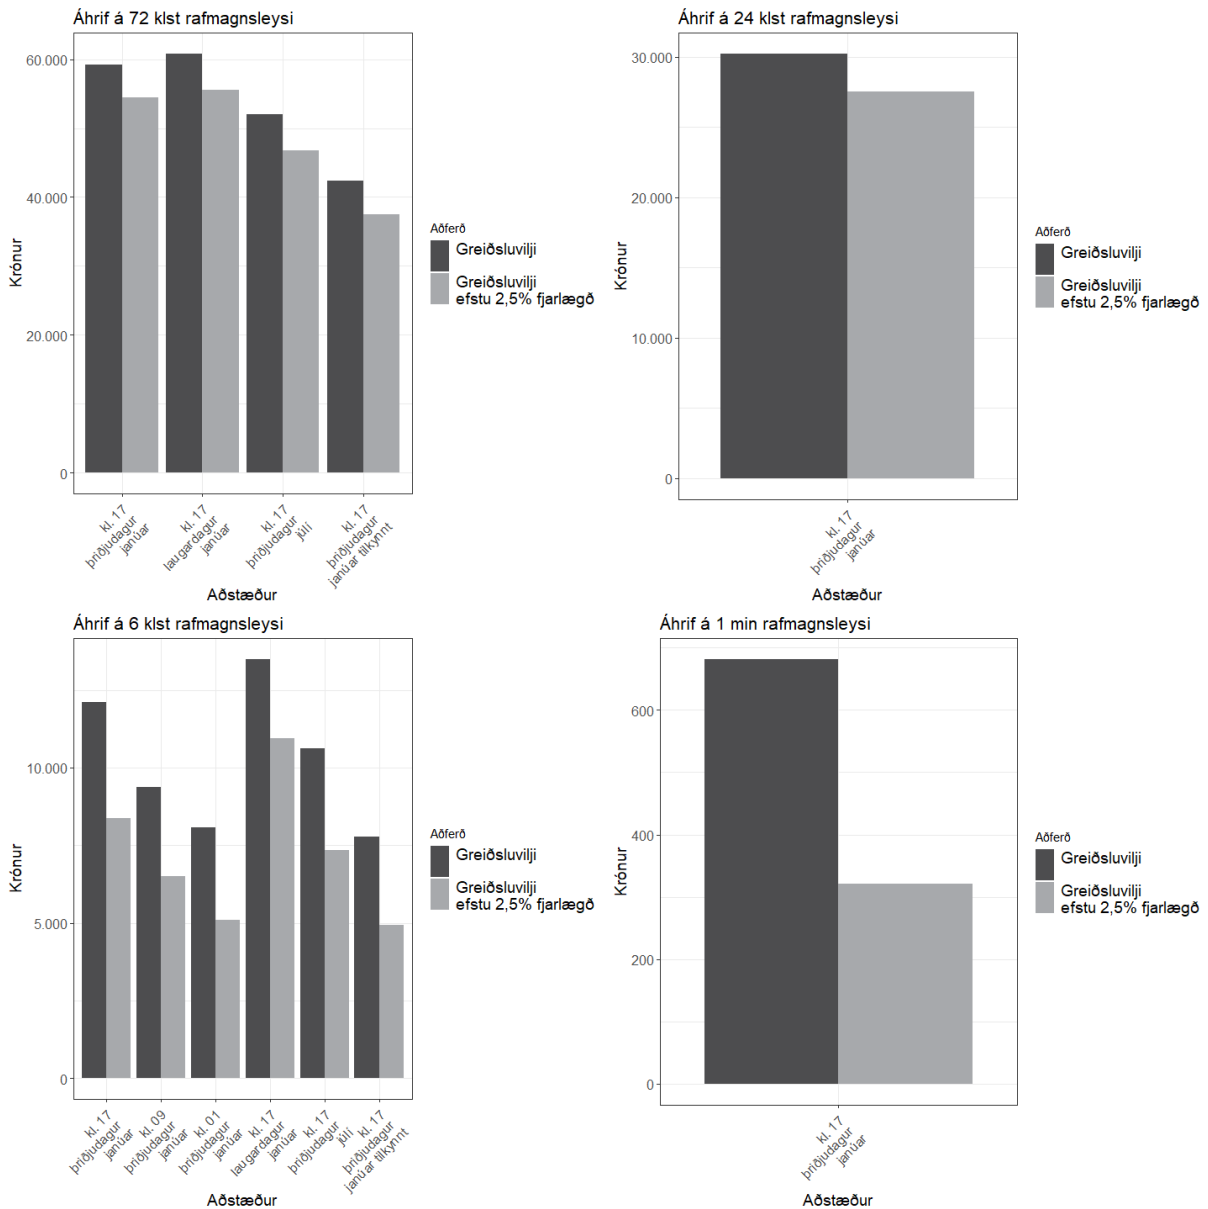 Áhrif á 72 klst rafmagnsleysi
Krónur
60.000
40.000
20.000
0
kl. 17
þriðjudagur
janúar
kl. 17
laugardagur
janúar
kl. 17
þriðjudagur
júlí
kl. 17
þriðjudagur
janúar tilkynnt
Aðstæður
Aðferð
Greiðsluvilji
Greiðsluvilji
efstu 2,5% fjarlægð
Áhrif á 24 klst rafmagnsleysi
Krónur
30.000
20.000
10.000
0
kl. 17
þriðjudagur
janúar
Aðstæður
Aðferð
Greiðsluvilji
Greiðsluvilji
efstu 2,5% fjarlægð
Áhrif á 6 klst rafmagnsleysi
Krónur
10.000
5.000
0
kl. 17
þriðjudagur
janúar
kl. 09
þriðjudagur
janúar
kl. 01
þriðjudagur
janúar
kl. 17
laugardagur
janúar
kl. 17
þriðjudagur
júlí
kl. 17
þriðjudagur
janúar tilkynnt
Aðstæður
Aðferð
Greiðsluvilji
Greiðsluvilji
efstu 2,5% fjarlægð
Áhrif á 1 min rafmagnsleysi
Krónur
600
400
200
0
kl. 17
þriðjudagur
janúar
Aðstæður
Aðferð
Greiðsluvilji
Greiðsluvilji
efstu 2,5% fjarlægð